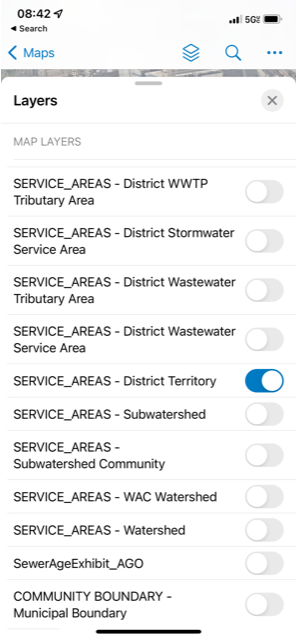 08:42
5G
Search
Maps
Layers
MAP LAYERS
SERVICE_AREAS - District WWTP
Tributary Area
SERVICE_AREAS - District Stormwater
Service Area
SERVICE_AREAS - District Wastewater
Tributary Area
SERVICE_AREAS - District Wastewater
Service Area
SERVICE_AREAS - District Territory
SERVICE_AREAS - Subwatershed
SERVICE_AREAS -
Subwatershed Community
SERVICE_AREAS - WAC Watershed
SERVICE_AREAS - Watershed
SewerAgeExhibit_AGO
COMMUNITY BOUNDARY -
Municipal Boundary